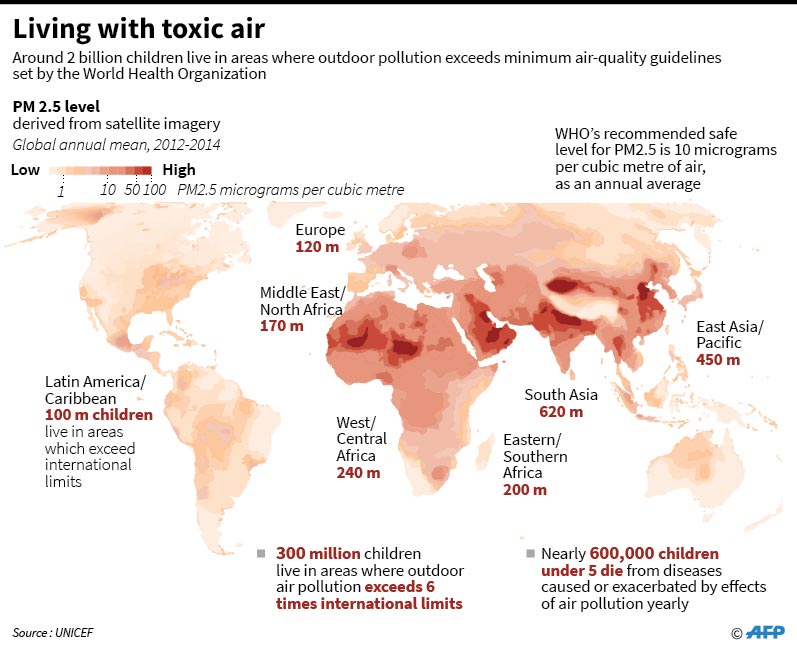 Living with toxic air
Around 2 billion children live in areas where outdoor pollution exceeds minimum air-quality guidelines
set by the World Health Organization
PM 2.5 level
derived from satellite imagery
Global annual mean, 2012-2014
Low High
1 10 50 100 PM2.5 micrograms per cubic metre
WHO's recommended safe
level for PM2.5 is 10 micrograms
per cubic metre of air,
as an annual average
Europe
120 m
Middle East/
North Africa
170 m
East Asia/
Pacific
450 m
Latin America/
Caribbean
100 m children
live in areas
which exceed
international
limits
South Asia
620 m
West/
Central
Africa
240 m
Eastern/
Southern
Africa
200 m
300 million children
live in areas where outdoor
air pollution exceeds 6
times international limits
Nearly 600,000 children
under 5 die from diseases
caused or exacerbated by effects
of air pollution yearly
Source : UNICEF
© AFP